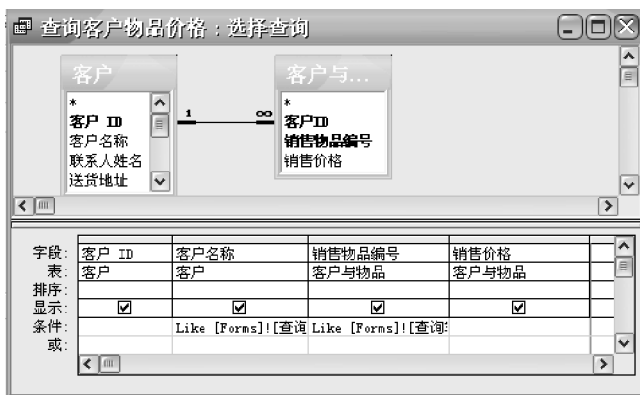 查询客户物品价格：选择查询
客户
*
客户 ID
客户名称
联系人姓名
送货地址
1
∞
客户与...
*
客户ID
销售物品编号
销售价格
字段: 客户 ID 客户名称 销售物品编号 销售价格
表: 客户 客户 客户与物品 客户与物品
排序:
显示:
条件: Like [Forms]![查询 Like [Forms]![查询
或: